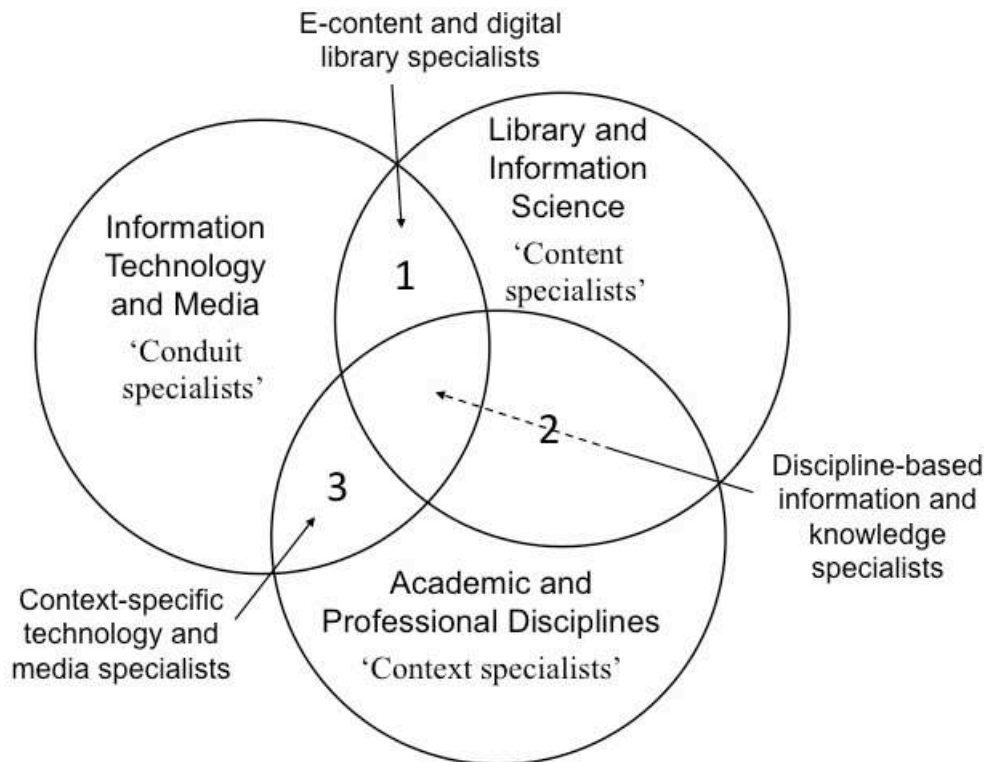 E-content and digital
library specialists
Library and
Information
Science
‘Content
specialists’
Information
Technology
and Media
‘Conduit
specialists’
1
2
3
Discipline-based
information and
knowledge
specialists
Context-specific
technology and
media specialists
Academic and
Professional Disciplines
‘Context specialists’